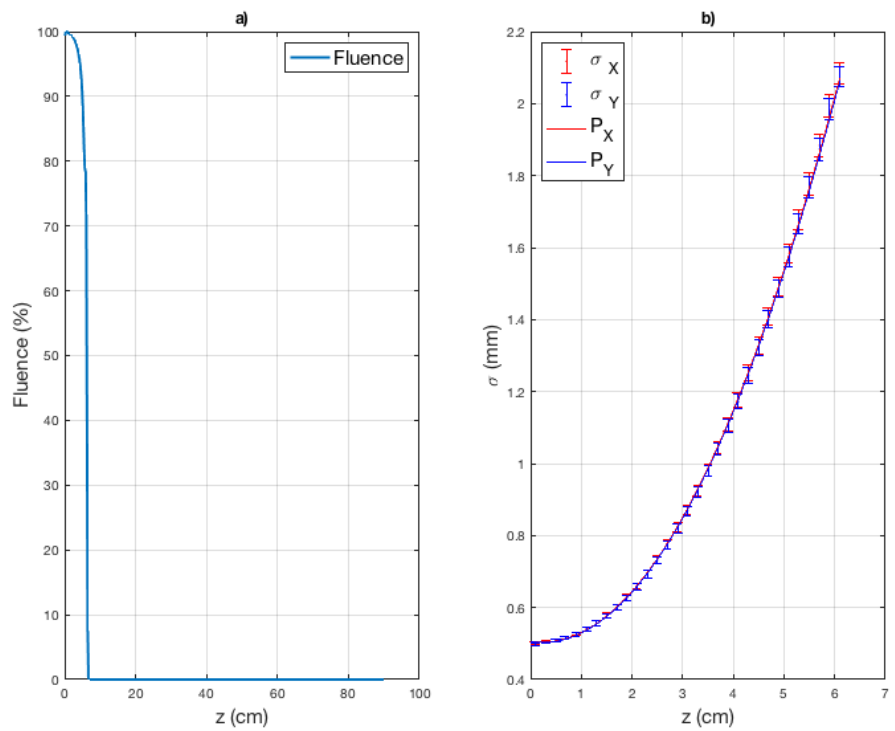 a)
100
90
80
70
60
50
40
30
20
10
0
Fluence (%)
Fluence
0 20 40 60 80 100
z (cm)
b)
2.2
2
1.8
1.6
1.4
1.2
1
0.8
0.6
0.4
σ (mm)
σ X
σ Y
P X
P Y
0 1 2 3 4 5 6 7
z (cm)